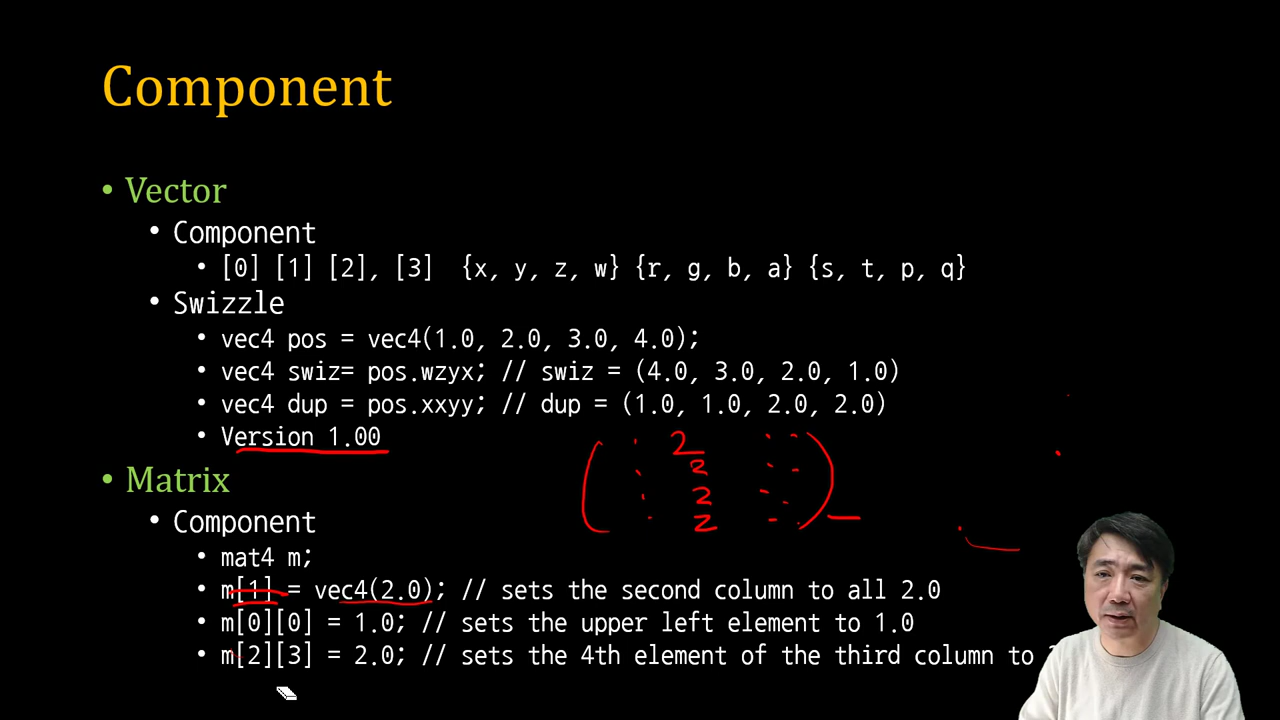 Component
• Vector
• Component
• [0] [1] [2], [3] {x, y, z, w} {r, g, b, a} {s, t, p, q}
• Swizzle
• vec4 pos = vec4(1.0, 2.0, 3.0, 4.0);
• vec4 swiz= pos.wzyx; // swiz = (4.0, 3.0, 2.0, 1.0)
• vec4 dup = pos.xxyy; // dup = (1.0, 1.0, 2.0, 2.0)
• Version 1.00
2
2
2
2
• Matrix
• Component
• mat4 m;
• m[1] = vec4(2.0); // sets the second column to all 2.0
• m[0][0] = 1.0; // sets the upper left element to 1.0
• m[2][3] = 2.0; // sets the 4th element of the third column to